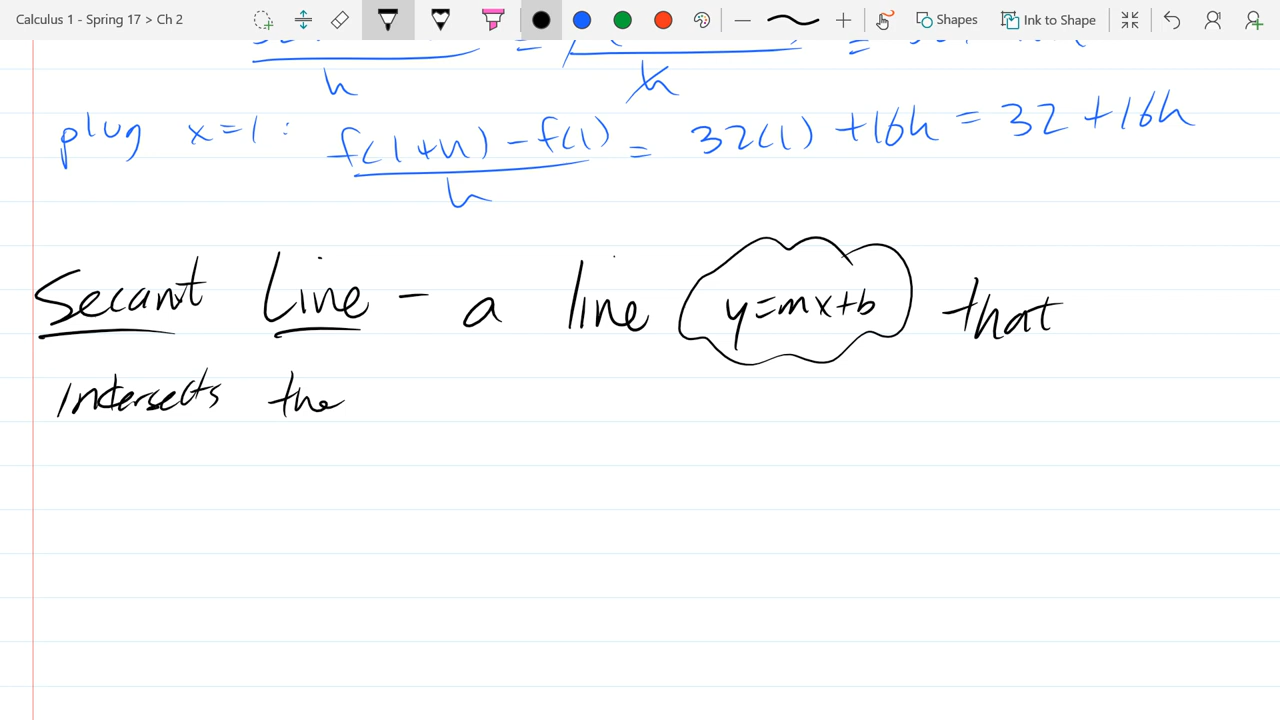 Calculus 1 - Spring 17 > Ch 2
Shapes
Ink to Shape
h = h =
plug x=1: f(1+h) - f(1) / h = 32(1) + 16h = 32 + 16h
Secant Line - a line (y=mx+b) that
intersects the